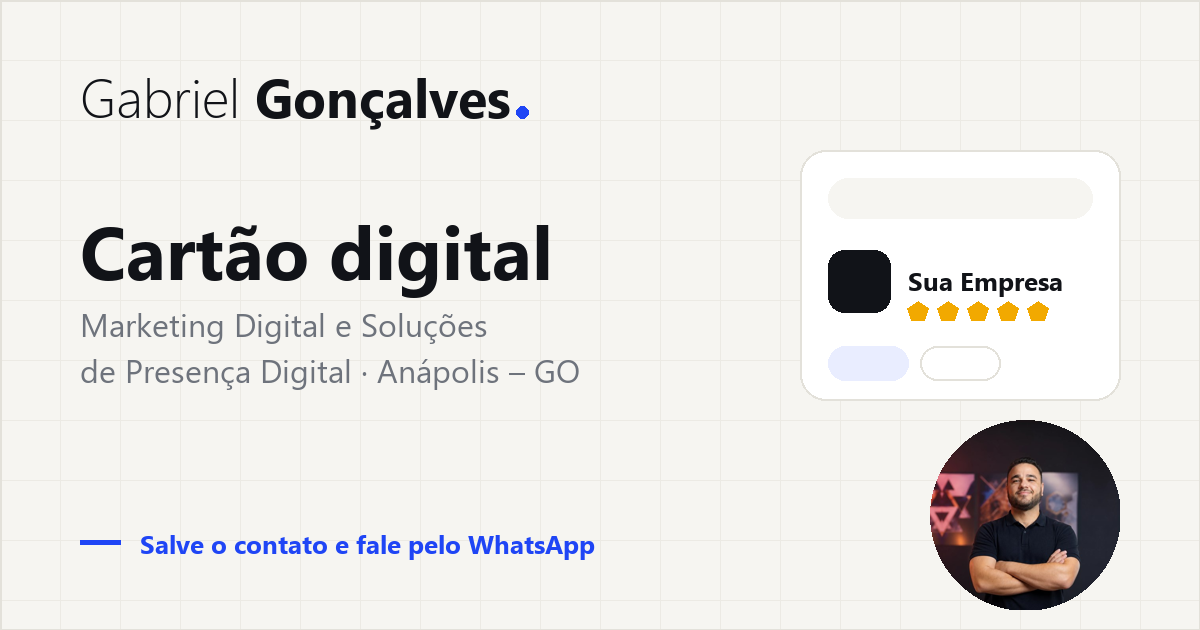 Gabriel Gonçalves.
Cartão digital
Marketing Digital e Soluções
de Presença Digital · Anápolis – GO
Sua Empresa
Salve o contato e fale pelo WhatsApp